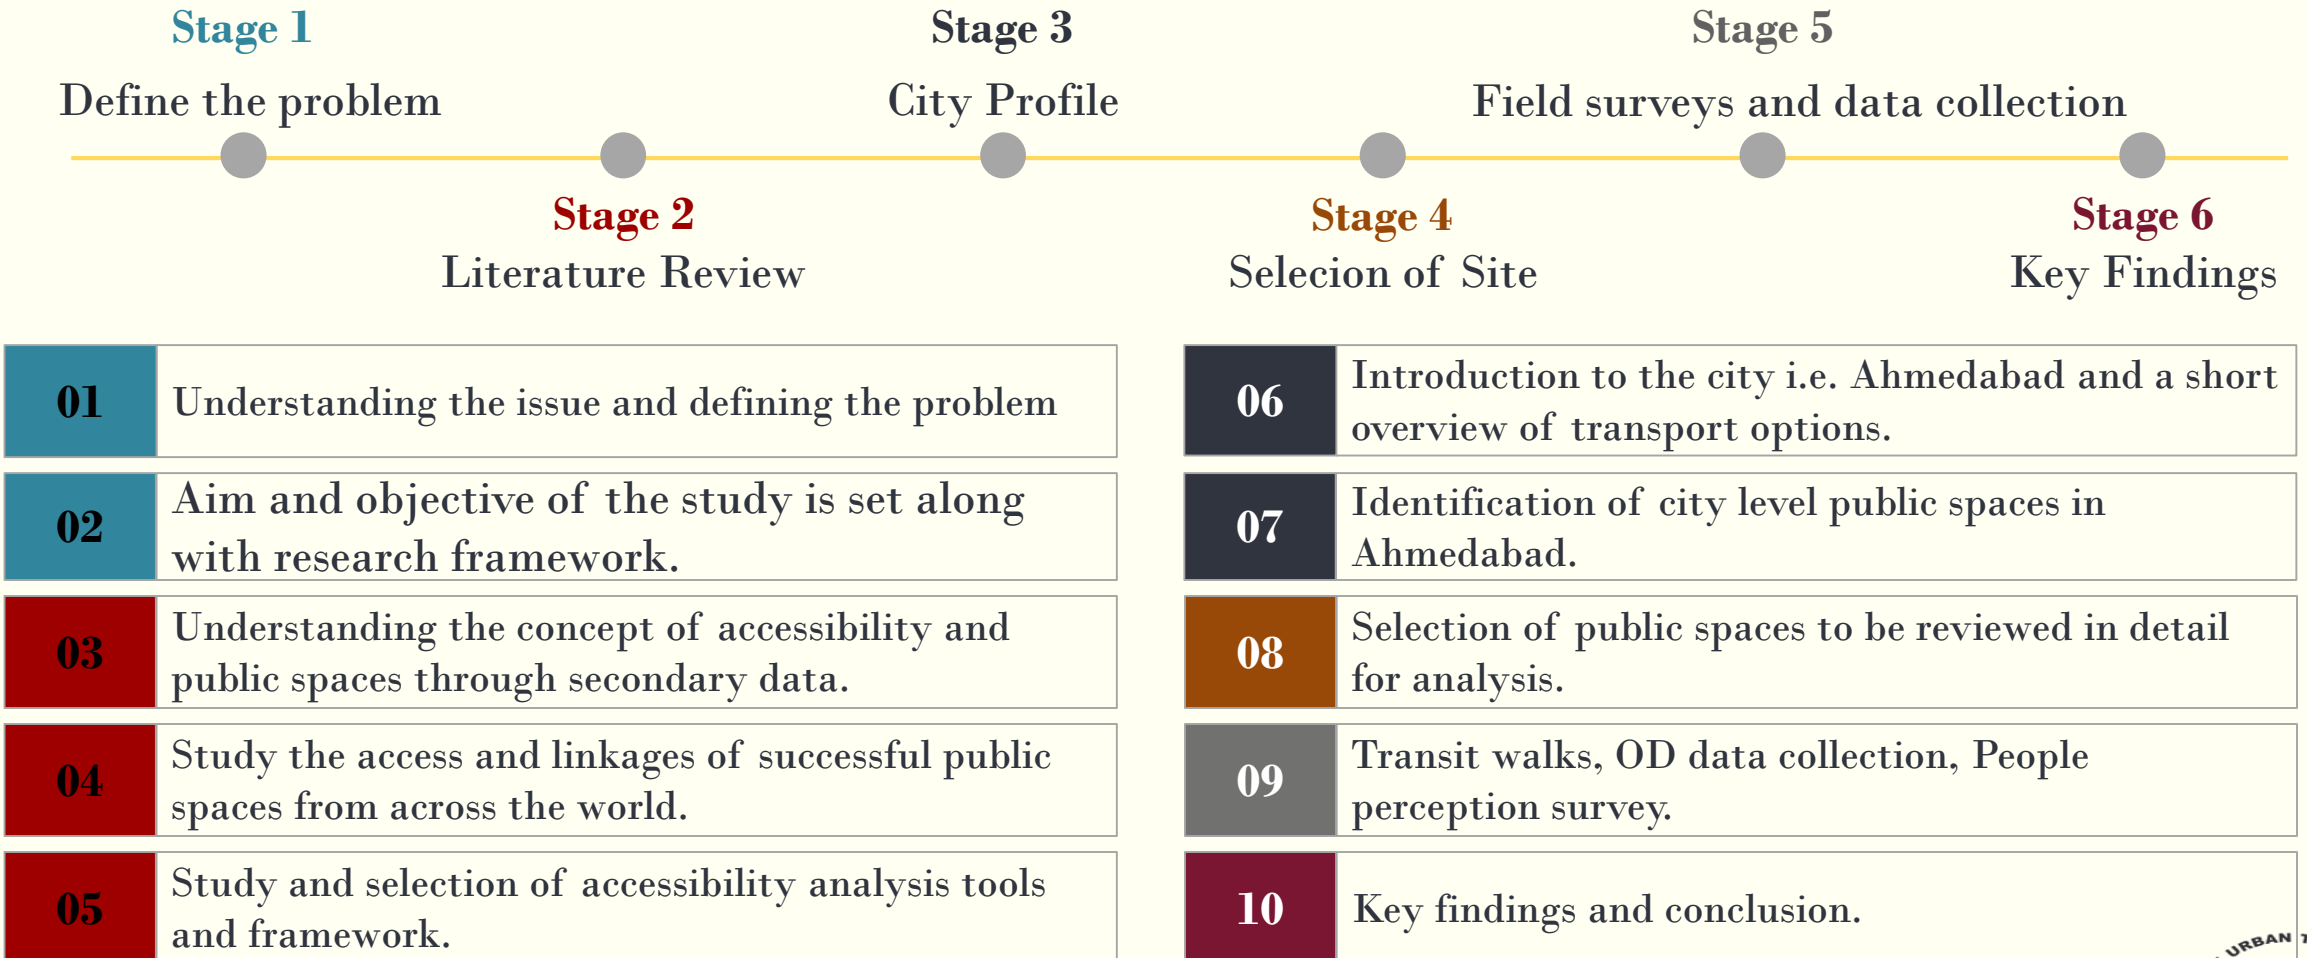 Stage 1
Define the problem
Stage 3
City Profile
Stage 5
Field surveys and data collection
Stage 2
Literature Review
Stage 4
Selecion of Site
Stage 6
Key Findings
01
Understanding the issue and defining the problem
02
Aim and objective of the study is set along
with research framework.
03
Understanding the concept of accessibility and
public spaces through secondary data.
04
Study the access and linkages of successful public
spaces from across the world.
05
Study and selection of accessibility analysis tools
and framework.
06
Introduction to the city i.e. Ahmedabad and a short
overview of transport options.
07
Identification of city level public spaces in
Ahmedabad.
08
Selection of public spaces to be reviewed in detail
for analysis.
09
Transit walks, OD data collection, People
perception survey.
10
Key findings and conclusion.
URBAN